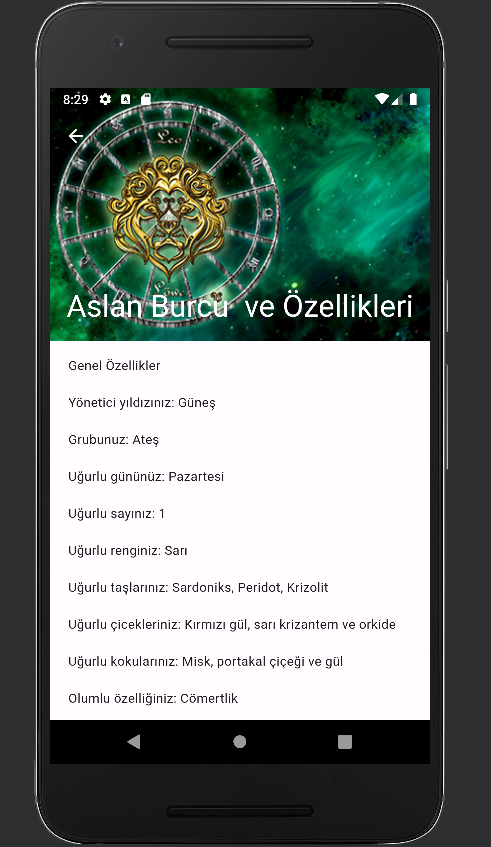 8:29
Leo
Aslan Burcu ve Özellikleri
Genel Özellikler
Yönetici yıldızınız: Güneş
Grubunuz: Ateş
Uğurlu gününüz: Pazartesi
Uğurlu sayınız: 1
Uğurlu renginiz: Sarı
Uğurlu taşlarınız: Sardoniks, Peridot, Krizolit
Uğurlu çicekleriniz: Kırmızı gül, sarı krizantem ve orkide
Uğurlu kokularınız: Misk, portakal çiçeği ve gül
Olumlu özelliğiniz: Cömertlik